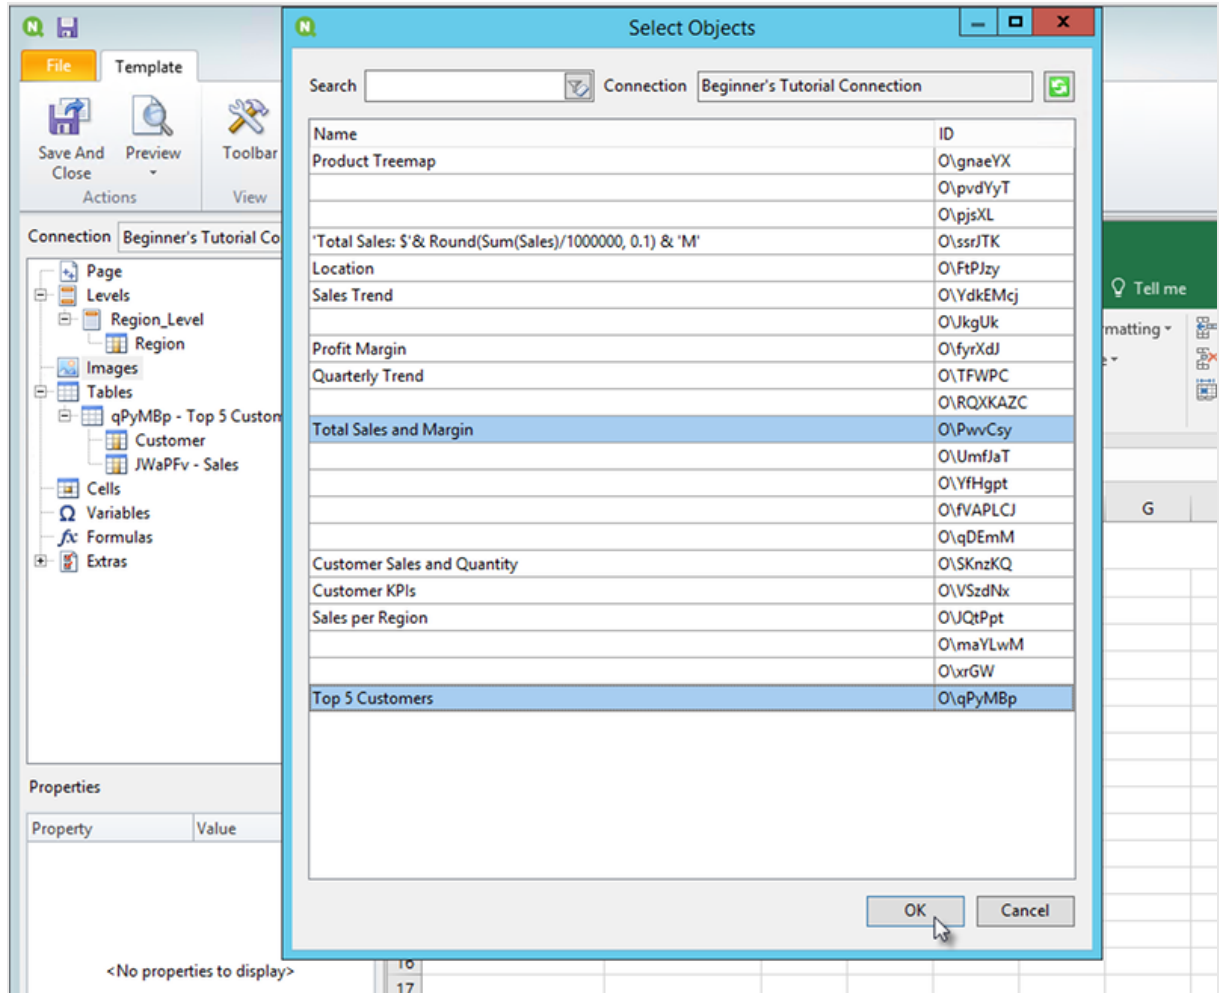 Select Objects
File
Template
Save And Close
Preview
Toolbar
Actions
View
Connection Beginner's Tutorial Co
Page
Levels
Region_Level
Region
Images
Tables
qPyMBp - Top 5 Custom
Customer
JWaPFv - Sales
Cells
Variables
Formulas
Extras
Properties
Property Value
<No properties to display>
Search Connection Beginner's Tutorial Connection
Name ID
Product Treemap O\gnaeYX
O\pvdYyT
O\pjsXL
'Total Sales: $'& Round(Sum(Sales)/1000000, 0.1) & 'M' O\ssrJTK
Location O\FtPJzy
Sales Trend O\YdkEMcj
O\JkgUk
Profit Margin O\fyrXdJ
Quarterly Trend O\TFWPC
O\RQXKAZC
Total Sales and Margin O\PwvCsy
O\UmfJaT
O\YfHgpt
O\fVAPLCJ
O\qDEmM
Customer Sales and Quantity O\SKnzKQ
Customer KPIs O\VSzdNx
Sales per Region O\JQtPpt
O\maYLwM
O\xrGW
Top 5 Customers O\qPyMBp
OK Cancel
Tell me
rmatting
G
16
17